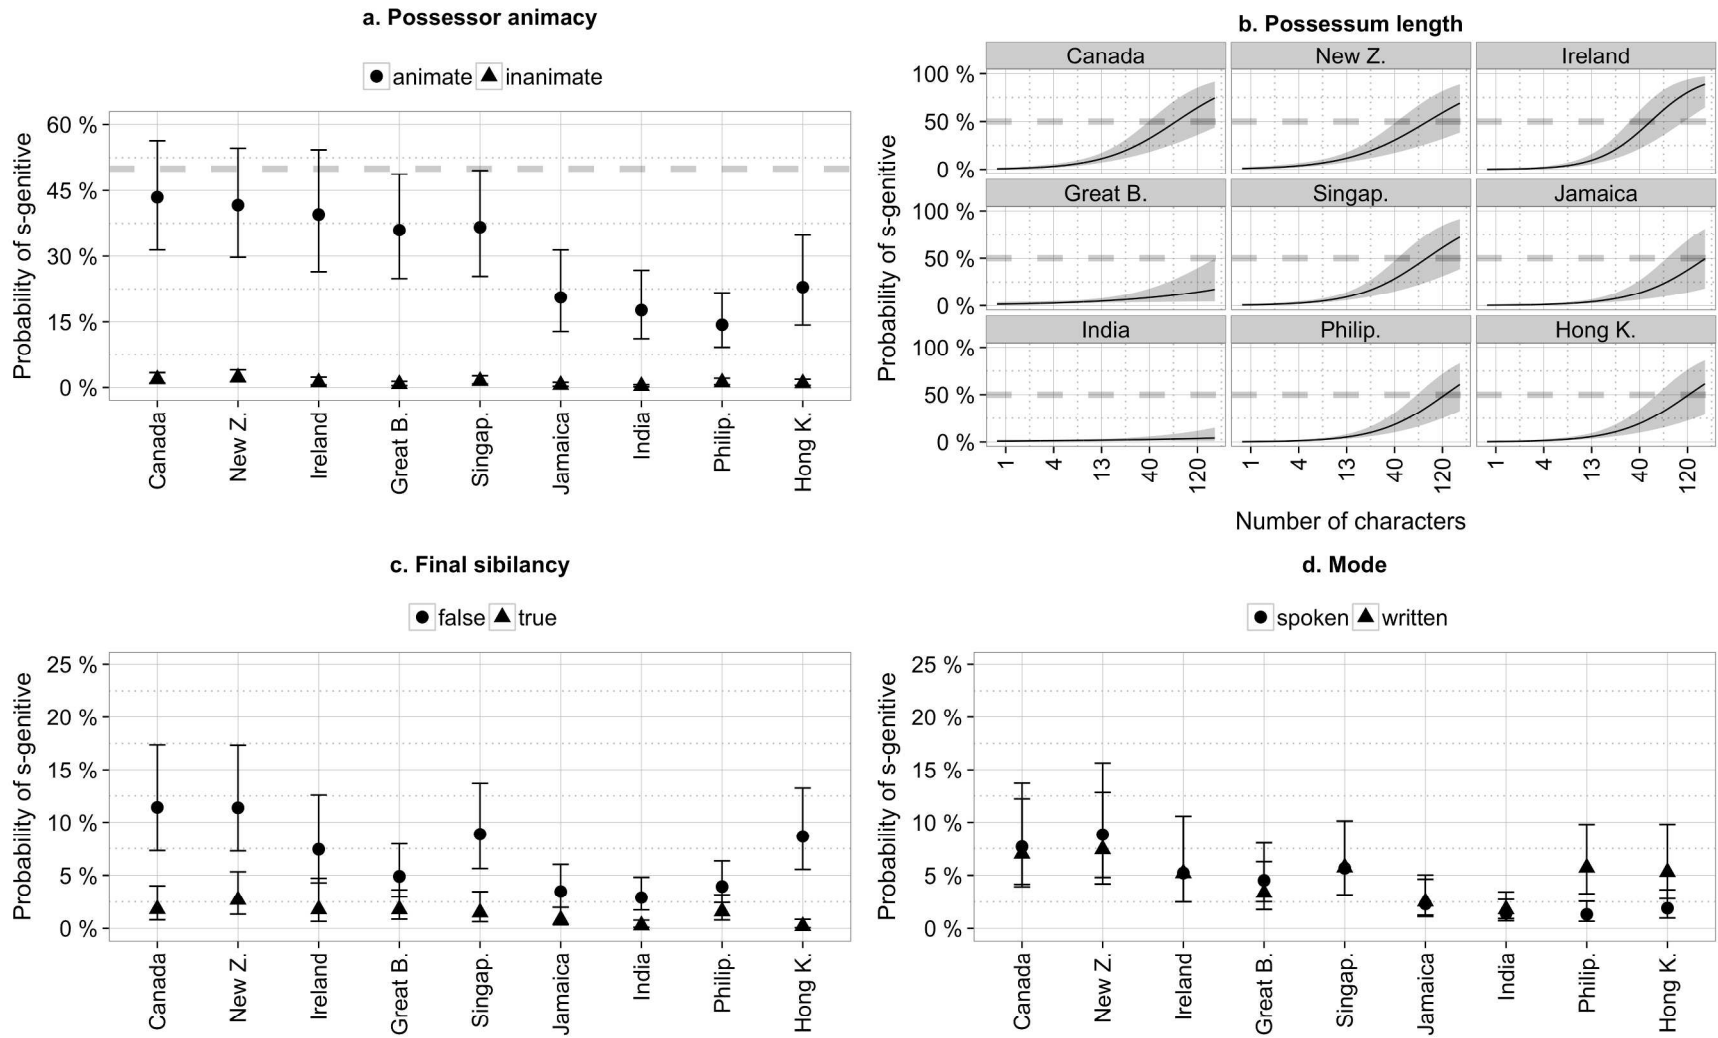 a. Possessor animacy
animate inanimate
Probability of s-genitive
60 %
45 %
30 %
15 %
0 %
Canada
New Z.
Ireland
Great B.
Singap.
Jamaica
India
Philip.
Hong K.
b. Possessum length
Probability of s-genitive
Canada New Z. Ireland
100 %
50 %
0 %
Great B. Singap. Jamaica
100 %
50 %
0 %
India Philip. Hong K.
100 %
50 %
0 %
1 4 13 40 120 1 4 13 40 120 1 4 13 40 120
Number of characters
c. Final sibilancy
false true
Probability of s-genitive
25 %
20 %
15 %
10 %
5 %
0 %
Canada
New Z.
Ireland
Great B.
Singap.
Jamaica
India
Philip.
Hong K.
d. Mode
spoken written
Probability of s-genitive
25 %
20 %
15 %
10 %
5 %
0 %
Canada
New Z.
Ireland
Great B.
Singap.
Jamaica
India
Philip.
Hong K.